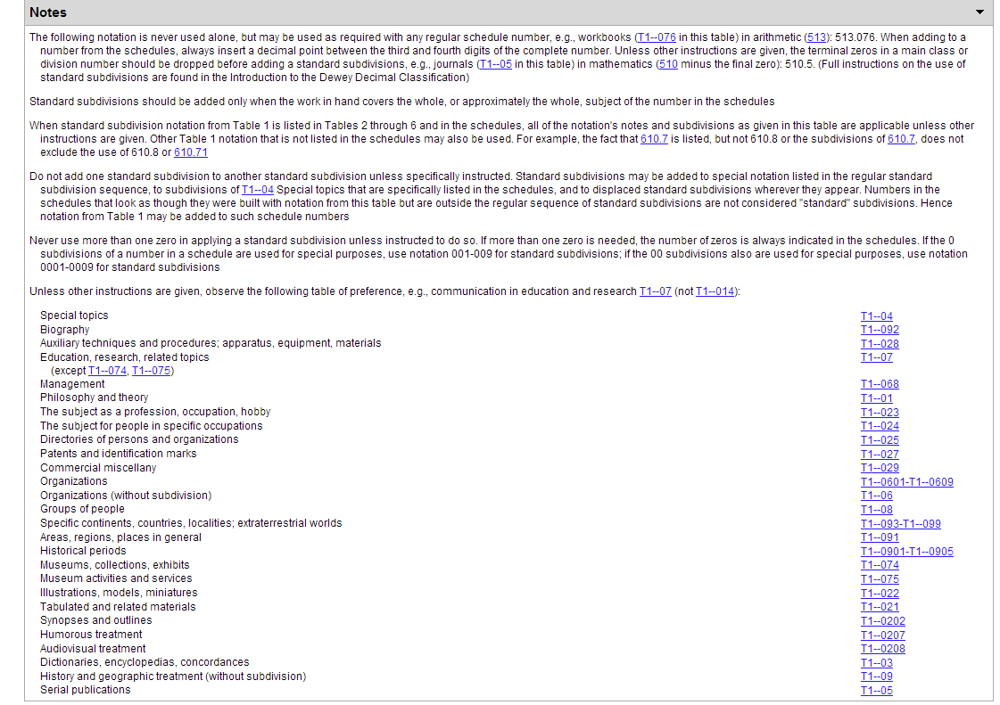 Notes
The following notation is never used alone, but may be used as required with any regular schedule number, e.g., workbooks (T1--076 in this table) in arithmetic (513): 513.076. When adding to a
number from the schedules, always insert a decimal point between the third and fourth digits of the complete number. Unless other instructions are given, the terminal zeros in a main class or
division number should be dropped before adding a standard subdivisions, e.g., journals (T1--05 in this table) in mathematics (510 minus the final zero): 510.5. (Full instructions on the use of
standard subdivisions are found in the Introduction to the Dewey Decimal Classification)
Standard subdivisions should be added only when the work in hand covers the whole, or approximately the whole, subject of the number in the schedules
When standard subdivision notation from Table 1 is listed in Tables 2 through 6 and in the schedules, all of the notation's notes and subdivisions as given in this table are applicable unless other
instructions are given. Other Table 1 notation that is not listed in the schedules may also be used. For example, the fact that 610.7 is listed, but not 610.8 or the subdivisions of 610.7, does not
exclude the use of 610.8 or 610.71
Do not add one standard subdivision to another standard subdivision unless specifically instructed. Standard subdivisions may be added to special notation listed in the regular standard
subdivision sequence, to subdivisions of T1--04 Special topics that are specifically listed in the schedules, and to displaced standard subdivisions wherever they appear. Numbers in the
schedules that look as though they were built with notation from this table but are outside the regular sequence of standard subdivisions are not considered "standard" subdivisions. Hence
notation from Table 1 may be added to such schedule numbers
Never use more than one zero in applying a standard subdivision unless instructed to do so. If more than one zero is needed, the number of zeros is always indicated in the schedules. If the 0
subdivisions of a number in a schedule are used for special purposes, use notation 001-009 for standard subdivisions; if the 00 subdivisions also are used for special purposes, use notation
0001-0009 for standard subdivisions
Unless other instructions are given, observe the following table of preference, e.g., communication in education and research T1--07 (not T1--014):
Special topics T1--04
Biography T1--092
Auxiliary techniques and procedures; apparatus, equipment, materials T1--028
Education, research, related topics T1--07
(except T1--074, T1--075)
Management T1--068
Philosophy and theory T1--01
The subject as a profession, occupation, hobby T1--023
The subject for people in specific occupations T1--024
Directories of persons and organizations T1--025
Patents and identification marks T1--027
Commercial miscellany T1--029
Organizations T1--0601-T1--0609
Organizations (without subdivision) T1--06
Groups of people T1--08
Specific continents, countries, localities; extraterrestrial worlds T1--093-T1--099
Areas, regions, places in general T1--091
Historical periods T1--0901-T1--0905
Museums, collections, exhibits T1--074
Museum activities and services T1--075
Illustrations, models, miniatures T1--022
Tabulated and related materials T1--021
Synopses and outlines T1--0202
Humorous treatment T1--0207
Audiovisual treatment T1--0208
Dictionaries, encyclopedias, concordances T1--03
History and geographic treatment (without subdivision) T1--09
Serial publications T1--05